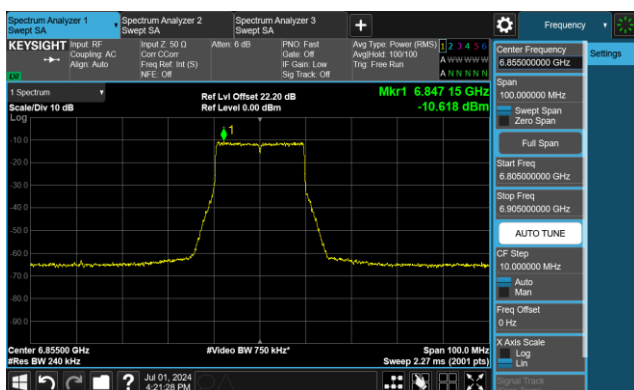 Spectrum Analyzer 1
Swept SA
Spectrum Analyzer 2
Swept SA
Spectrum Analyzer 3
Swept SA
+
Frequency
KEYSIGHT
Input: RF
Coupling: AC
Align: Auto
Input Z: 50 Ω
Corr CCorr
Freq Ref: Int (S)
NFE: Off
Atten: 6 dB
PNO: Fast
Gate: Off
IF Gain: Low
Sig Track: Off
Avg Type: Power (RMS)
Avg|Hold: 100/100
Trig: Free Run
1 2 3 4 5 6
A W W W W W
A N N N N N
1 Spectrum
Scale/Div 10 dB
Log
Ref Lvl Offset 22.20 dB
Ref Level 0.00 dBm
Mkr1 6.847 15 GHz
-10.618 dBm
1
-10.0
-20.0
-30.0
-40.0
-50.0
-60.0
-70.0
-80.0
-90.0
Center 6.85500 GHz
#Res BW 240 kHz
#Video BW 750 kHz*
Span 100.0 MHz
Sweep 2.27 ms (2001 pts)
Center Frequency
6.855000000 GHz
Settings
Span
100.000000 MHz
Swept Span
Zero Span
Full Span
Start Freq
6.805000000 GHz
Stop Freq
6.905000000 GHz
AUTO TUNE
CF Step
10.000000 MHz
Auto
Man
Freq Offset
0 Hz
X Axis Scale
Log
Lin
Signal Track
?
Jul 01, 2024
4:21:28 PM